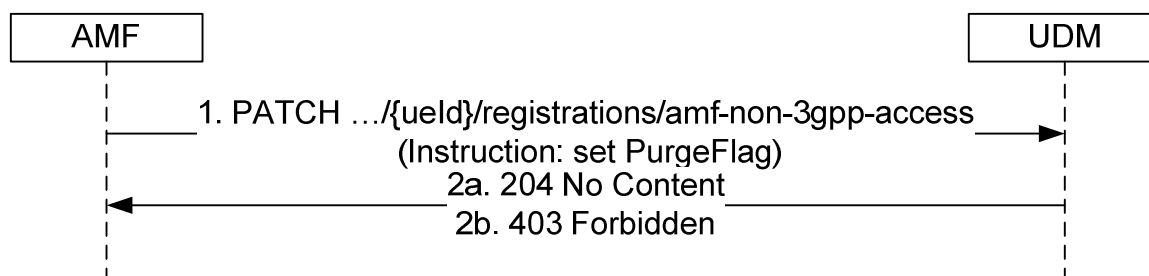 AMF
UDM
1. PATCH …/{ueId}/registrations/amf-non-3gpp-access
(Instruction: set PurgeFlag)
2a. 204 No Content
2b. 403 Forbidden